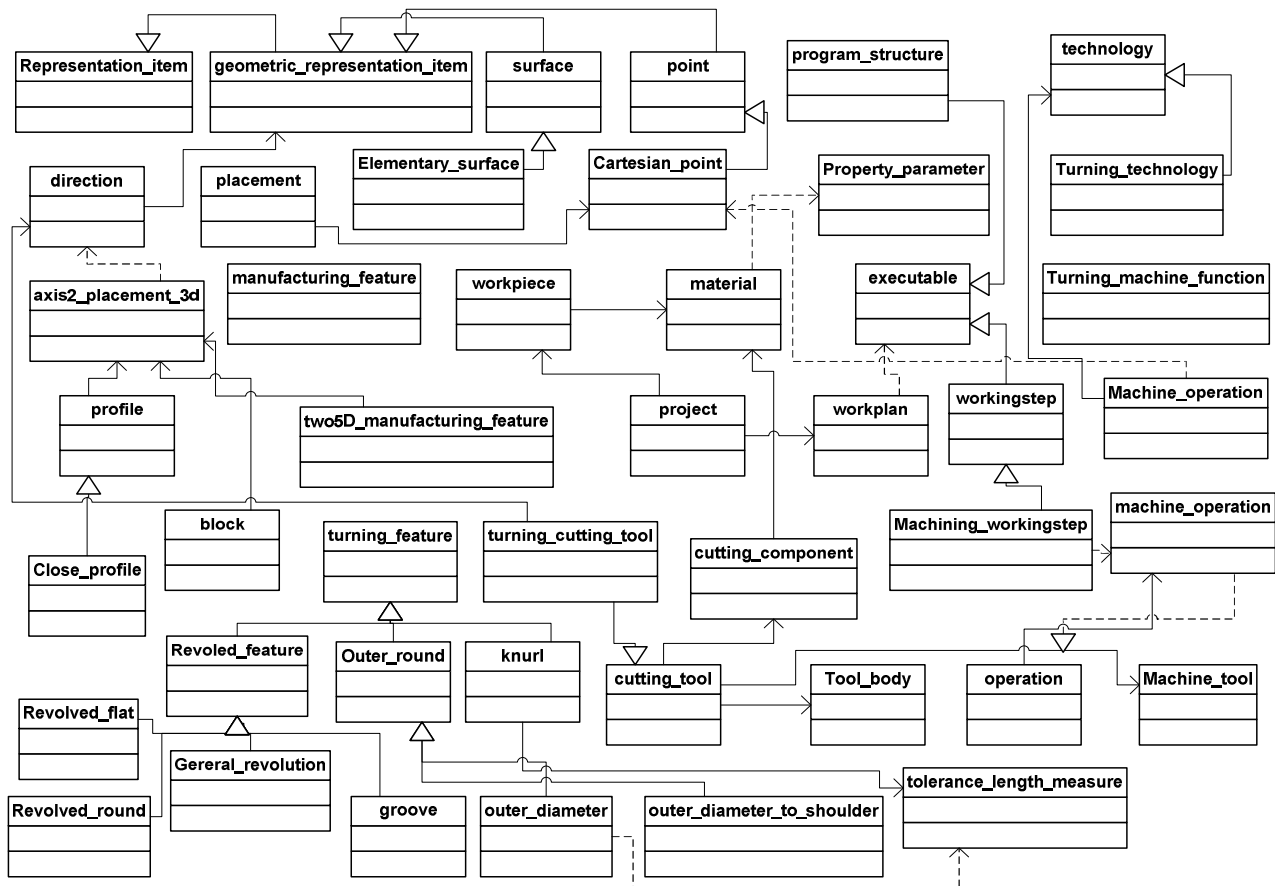 Representation_item
geometric_representation_item
surface
point
program_structure
technology
Elementary_surface
Cartesian_point
Property_parameter
Turning_technology
direction
placement
axis2_placement_3d
manufacturing_feature
workpiece
material
executable
Turning_machine_function
profile
two5D_manufacturing_feature
project
workplan
workingstep
Machine_operation
block
turning_feature
turning_cutting_tool
cutting_component
Machining_workingstep
machine_operation
Close_profile
Revoled_feature
Outer_round
knurl
cutting_tool
Tool_body
operation
Machine_tool
Revolved_flat
Gereral_revolution
Revolved_round
groove
outer_diameter
outer_diameter_to_shoulder
tolerance_length_measure